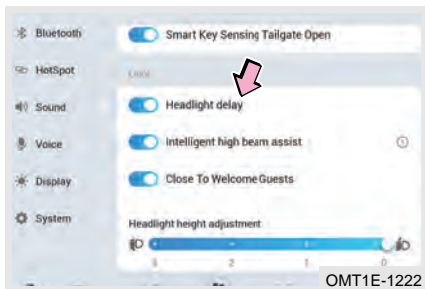 Bluetooth
Smart Key Sensing Tailgate Open
HotSpot
Sound
Headlight delay
Voice
Intelligent high beam assist
Display
Close To Welcome Guests
System
Headlight height adjustment
3 2 1 0
OMT1E-1222